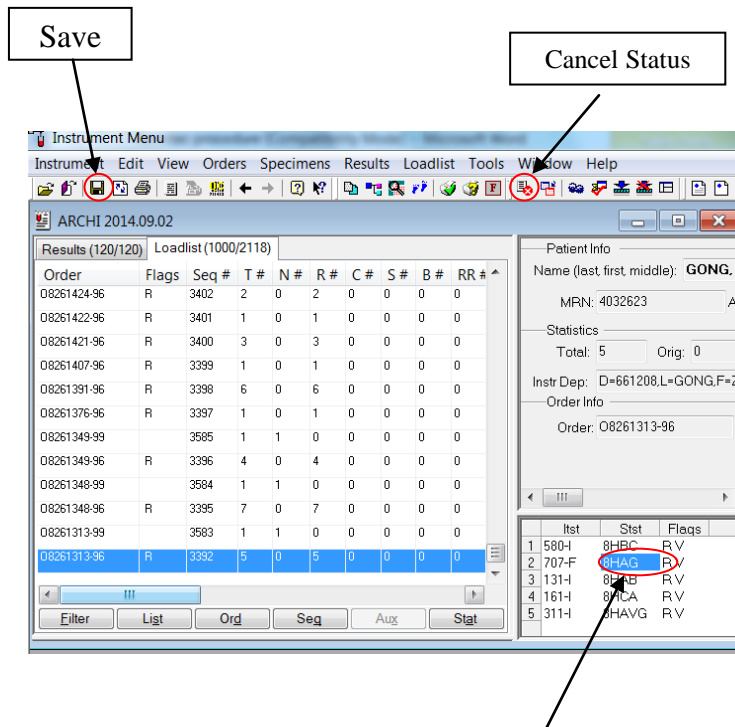 Save
Cancel Status
Instrument Menu
Instrument Edit View Orders Specimens Results Loadlist Tools Window Help
ARCHI 2014.09.02
Results (120/120) Loadlist (1000/2118)
Order Flags Seq # T # N # R # C # S # B # RR #
O8261424-96 R 3402 2 0 2 0 0 0 0
O8261422-96 R 3401 1 0 1 0 0 0 0
O8261421-96 R 3400 3 0 3 0 0 0 0
O8261407-96 R 3399 1 0 1 0 0 0 0
O8261391-96 R 3398 6 0 6 0 0 0 0
O8261376-96 R 3397 1 0 1 0 0 0 0
O8261349-99 3585 1 1 0 0 0 0 0
O8261349-96 R 3396 4 0 4 0 0 0 0
O8261348-99 3584 1 1 0 0 0 0 0
O8261348-96 R 3395 7 0 7 0 0 0 0
O8261313-99 3583 1 1 0 0 0 0 0
O8261313-96 R 3392 5 0 5 0 0 0 0
Filter List Ord Seq Aux Stat
Patient Info
Name (last, first, middle): GONG,
MRN: 4032623 A
Statistics
Total: 5 Orig: 0
Instr Dep: D=661208,L=GONG,F=Z
Order Info
Order: O8261313-96
Itst Stst Flags
1 580-I 8HBC R V
2 707-F 8HAG R V
3 131-I 8HAB R V
4 161-I 8HCA R V
5 311-I 8HAVG R V